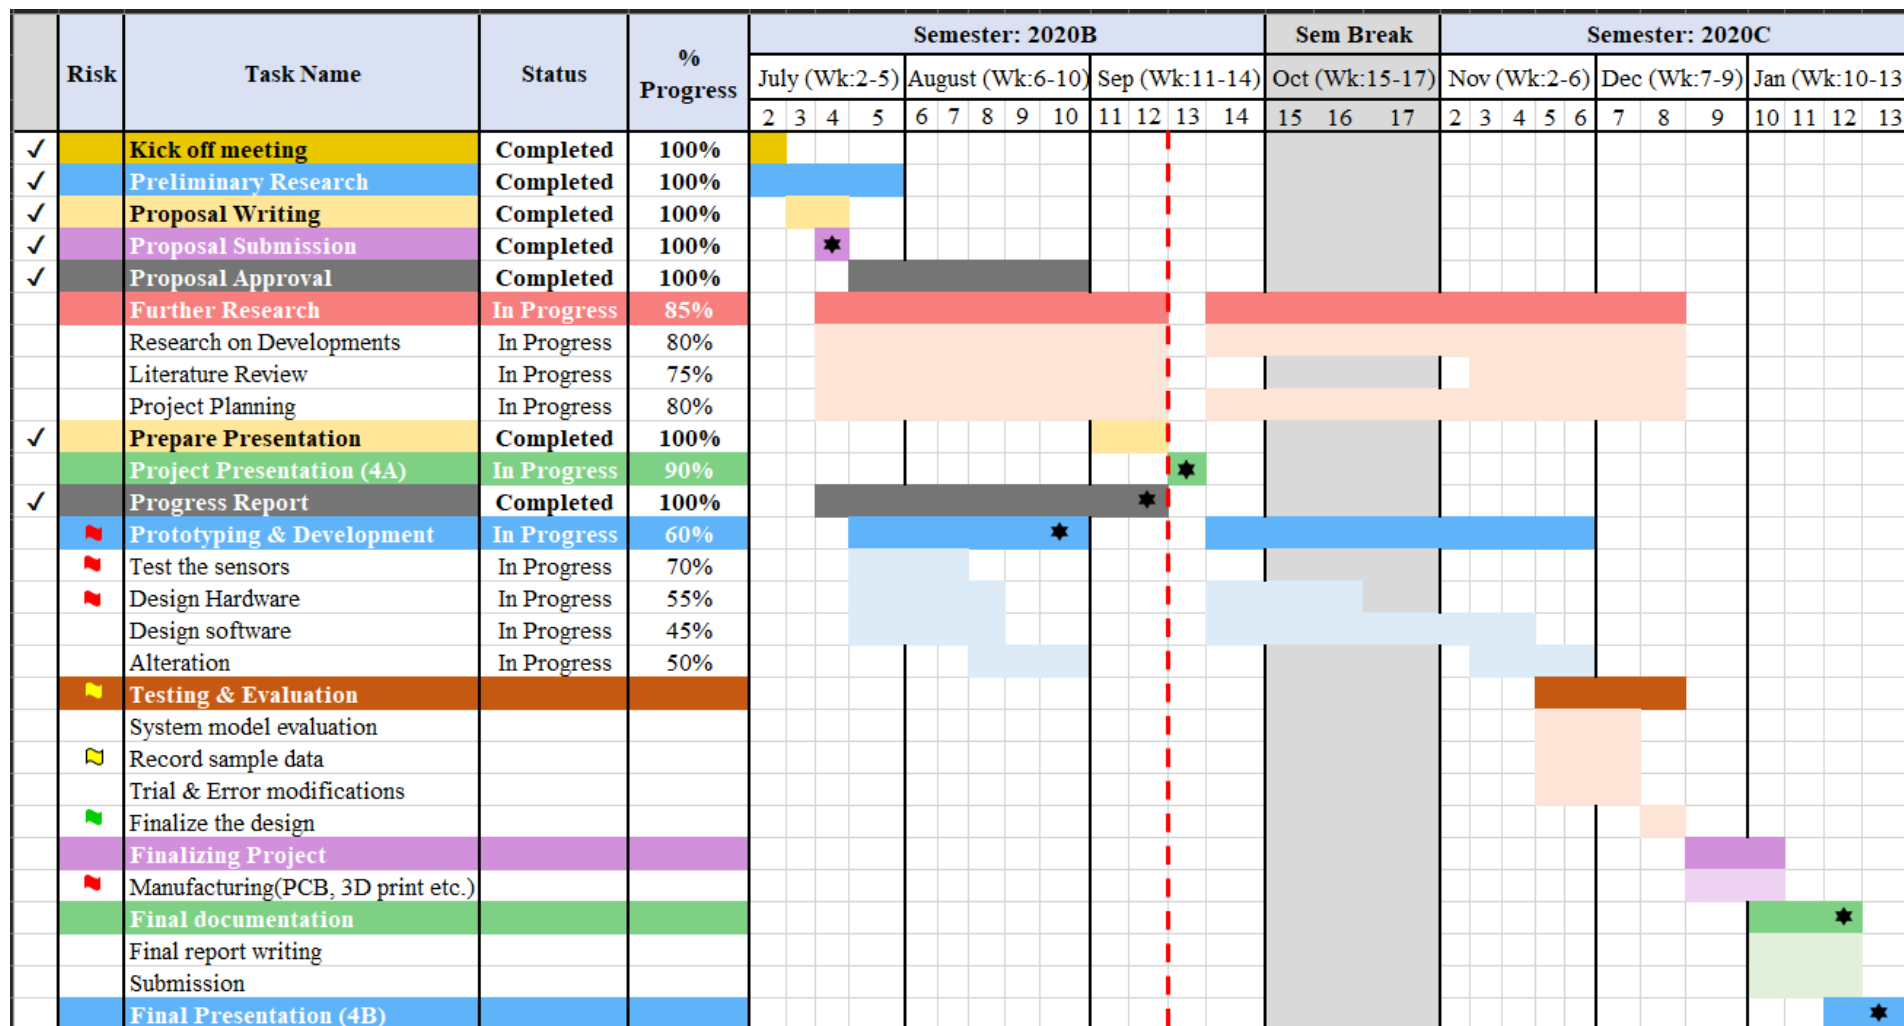 Semester: 2020B Sem Break Semester: 2020C
Risk Task Name Status % Progress July (Wk:2-5) August (Wk:6-10) Sep (Wk:11-14) Oct (Wk:15-17) Nov (Wk:2-6) Dec (Wk:7-9) Jan (Wk:10-13
2 3 4 5 6 7 8 9 10 11 12 13 14 15 16 17 2 3 4 5 6 7 8 9 10 11 12 13
✓ Kick off meeting Completed 100%
✓ Preliminary Research Completed 100%
✓ Proposal Writing Completed 100%
✓ Proposal Submission Completed 100%
✓ Proposal Approval Completed 100%
Further Research In Progress 85%
Research on Developments In Progress 80%
Literature Review In Progress 75%
Project Planning In Progress 80%
✓ Prepare Presentation Completed 100%
Project Presentation (4A) In Progress 90%
✓ Progress Report Completed 100%
Prototyping & Development In Progress 60%
Test the sensors In Progress 70%
Design Hardware In Progress 55%
Design software In Progress 45%
Alteration In Progress 50%
Testing & Evaluation
System model evaluation
Record sample data
Trial & Error modifications
Finalize the design
Finalizing Project
Manufacturing(PCB, 3D print etc.)
Final documentation
Final report writing
Submission
Final Presentation (4B)